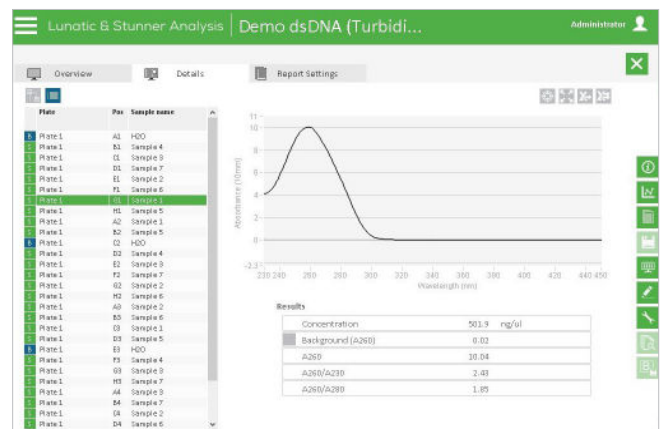 Lunatic & Stunner Analysis Demo dsDNA (Turbidi... Administrator
Overview Details Report Settings
Plate Pos Sample name
B Plate 1 A1 H2O
S Plate 1 B1 Sample 4
S Plate 1 C1 Sample 3
S Plate 1 D1 Sample 7
S Plate 1 E1 Sample 2
S Plate 1 F1 Sample 6
S Plate 1 G1 Sample 1
S Plate 1 H1 Sample 5
S Plate 1 A2 Sample 1
S Plate 1 B2 Sample 5
B Plate 1 C2 H2O
S Plate 1 D2 Sample 4
S Plate 1 E2 Sample 3
S Plate 1 F2 Sample 7
S Plate 1 G2 Sample 2
S Plate 1 H2 Sample 6
S Plate 1 A3 Sample 2
S Plate 1 B3 Sample 6
S Plate 1 C3 Sample 1
S Plate 1 D3 Sample 5
B Plate 1 E3 H2O
S Plate 1 F3 Sample 4
S Plate 1 G3 Sample 3
S Plate 1 H3 Sample 7
S Plate 1 A4 Sample 3
S Plate 1 B4 Sample 7
S Plate 1 C4 Sample 2
S Plate 1 D4 Sample 6
Absorbance (10mm)
11
10
8
6
4
2
0
-2.3
230 240 260 280 300 320 340 360 380 400 420 440 450
Wavelength (nm)
Results
Concentration 501.9 ng/ul
Background (A260) 0.02
A260 10.04
A260/A230 2.43
A260/A280 1.85